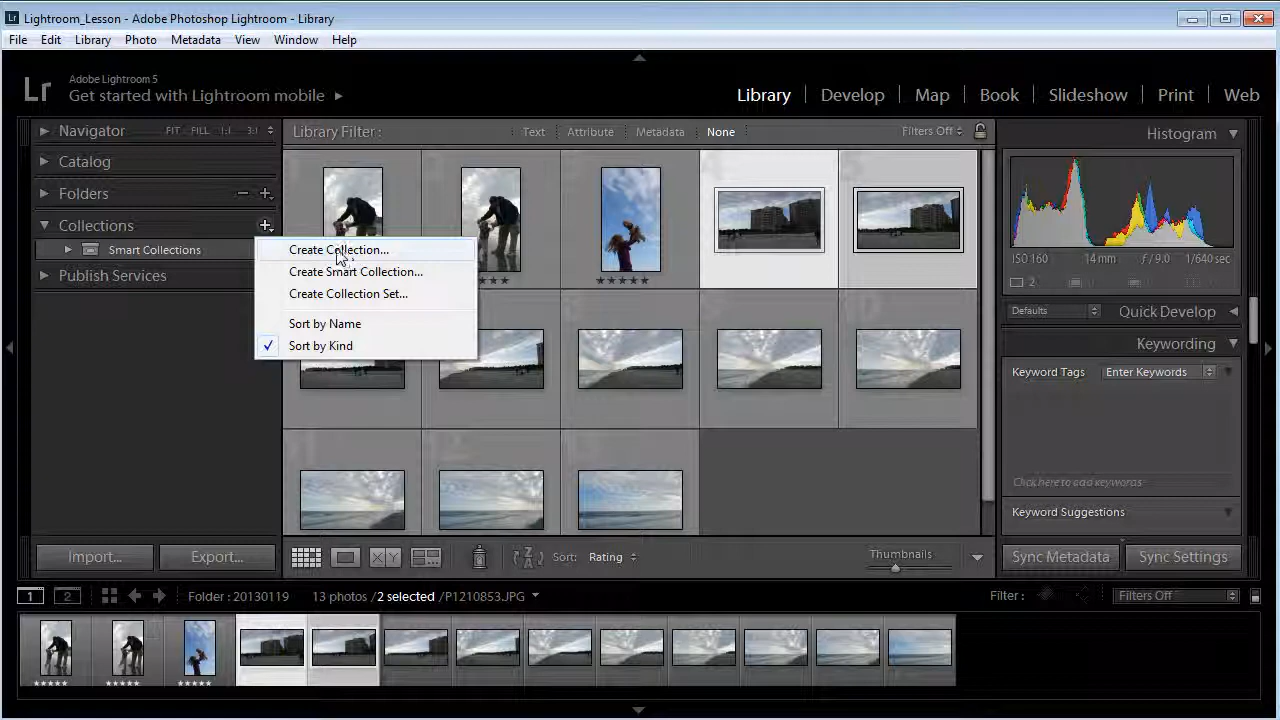 Lr Lightroom_Lesson - Adobe Photoshop Lightroom - Library
File Edit Library Photo Metadata View Window Help
Lr Adobe Lightroom 5
Get started with Lightroom mobile
Library Develop Map Book Slideshow Print Web
Navigator FIT FILL 1:1 3:1
Catalog
Folders
Collections
Smart Collections
Publish Services
Import... Export...
Library Filter : Text Attribute Metadata None Filters Off
Create Collection...
Create Smart Collection...
Create Collection Set...
Sort by Name
Sort by Kind
Sort: Rating Thumbnails
Histogram
ISO 160 14 mm f / 9.0 1/640 sec
2
Defaults Quick Develop
Keywording
Keyword Tags Enter Keywords
Click here to add keywords
Keyword Suggestions
Sync Metadata Sync Settings
1 2 Folder : 20130119 13 photos / 2 selected / P1210853.JPG Filter : Filters Off